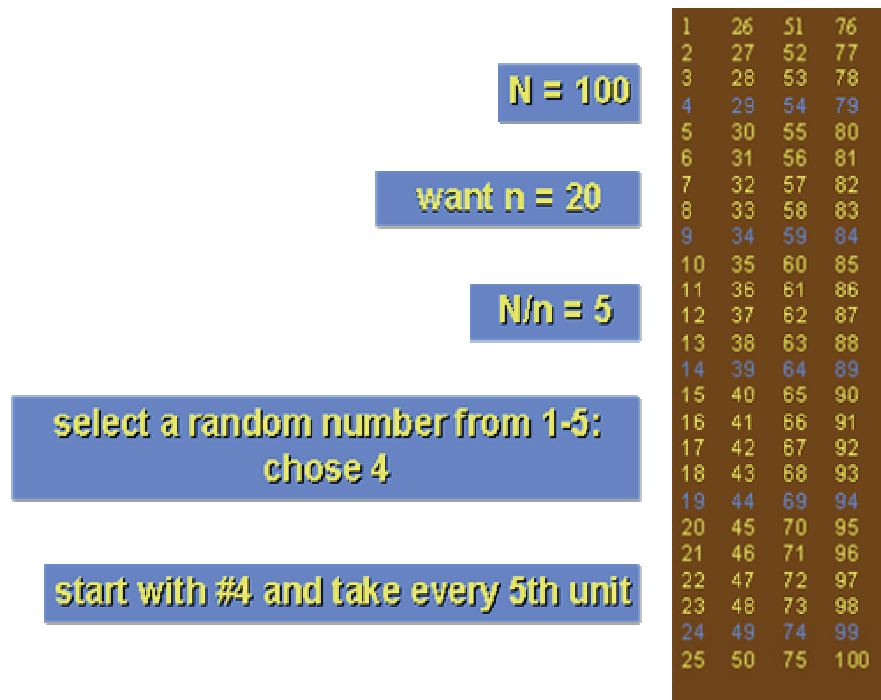 N = 100
want n = 20
N/n = 5
select a random number from 1-5:
chose 4
start with #4 and take every 5th unit
1 26 51 76
2 27 52 77
3 28 53 78
4 29 54 79
5 30 55 80
6 31 56 81
7 32 57 82
8 33 58 83
9 34 59 84
10 35 60 85
11 36 61 86
12 37 62 87
13 38 63 88
14 39 64 89
15 40 65 90
16 41 66 91
17 42 67 92
18 43 68 93
19 44 69 94
20 45 70 95
21 46 71 96
22 47 72 97
23 48 73 98
24 49 74 99
25 50 75 100